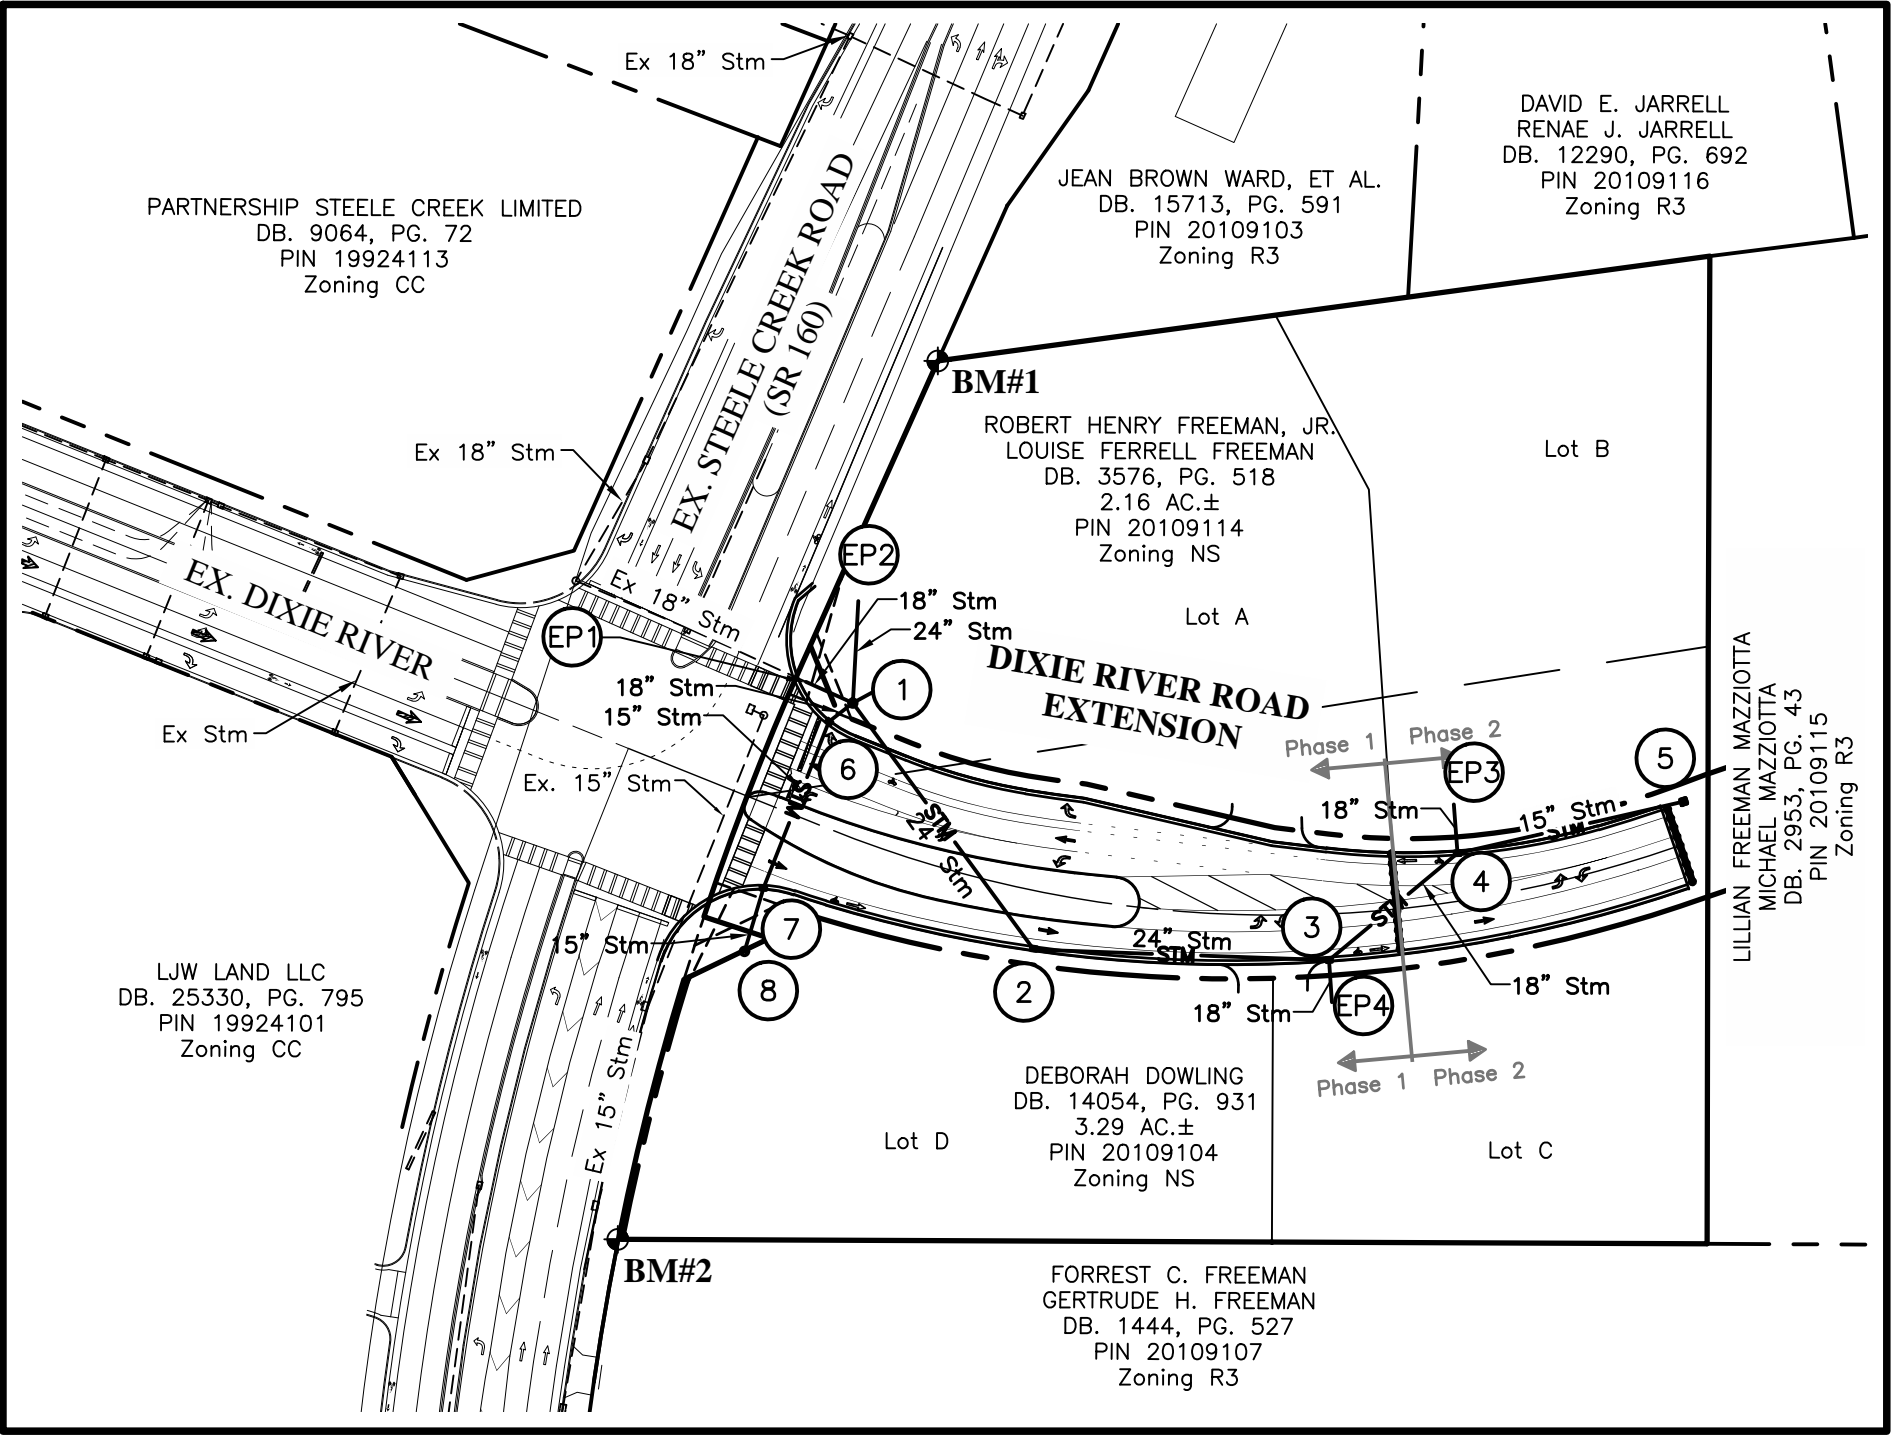 Ex 18” Stm
DAVID E. JARRELL
RENAE J. JARRELL
DB. 12290, PG. 692
PIN 20109116
Zoning R3
JEAN BROWN WARD, ET AL.
DB. 15713, PG. 591
PIN 20109103
Zoning R3
PARTNERSHIP STEELE CREEK LIMITED
DB. 9064, PG. 72
PIN 19924113
Zoning CC
EX. STEELE CREEK ROAD
(SR 160)
BM#1
ROBERT HENRY FREEMAN, JR.
LOUISE FERRELL FREEMAN
DB. 3576, PG. 518
2.16 AC.±
PIN 20109114
Zoning NS
Lot B
Ex 18” Stm
EX. DIXIE RIVER
Ex 18” Stm
EP2
18” Stm
24” Stm
Lot A
EP1
1
18” Stm
15” Stm
DIXIE RIVER ROAD
EXTENSION
Ex Stm
Ex. 15” Stm
6
Phase 1
Phase 2
EP3
5
LILLIAN FREEMAN MAZZIOTTA
MICHAEL MAZZIOTTA
DB. 2953, PG. 43
PIN 20109115
Zoning R3
STM
STM
24” Stm
18” Stm
15” Stm
STM
4
STM
3
24” Stm
STM
7
15” Stm
8
2
18” Stm
EP4
18” Stm
LJW LAND LLC
DB. 25330, PG. 795
PIN 19924101
Zoning CC
Ex 15” Stm
Phase 1
Phase 2
DEBORAH DOWLING
DB. 14054, PG. 931
3.29 AC.±
PIN 20109104
Zoning NS
Lot D
Lot C
BM#2
FORREST C. FREEMAN
GERTRUDE H. FREEMAN
DB. 1444, PG. 527
PIN 20109107
Zoning R3